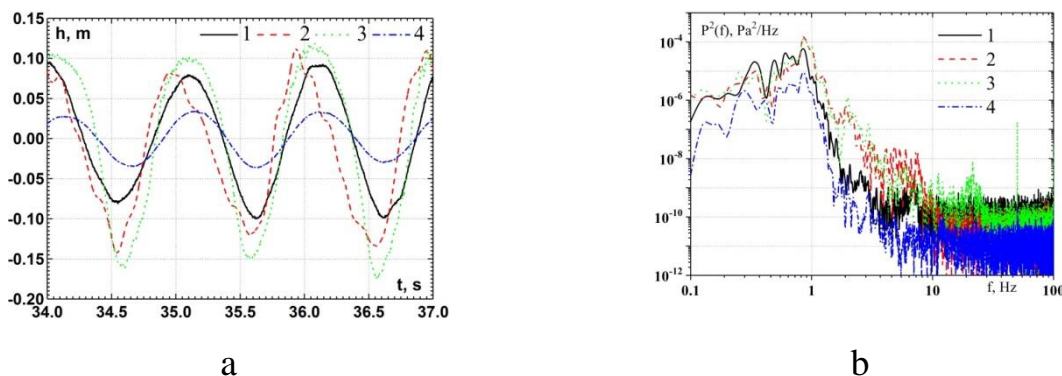 0.15
h, m
1 2 3 4
0.10
0.05
0.00
-0.05
-0.10
-0.15
-0.20
t, s
34.0 34.5 35.0 35.5 36.0 36.5 37.0
a
P²(f), Pa²/Hz
1
2
3
4
10⁻⁴
10⁻⁶
10⁻⁸
10⁻¹⁰
10⁻¹²
0.1 1 10 f, Hz 100
b